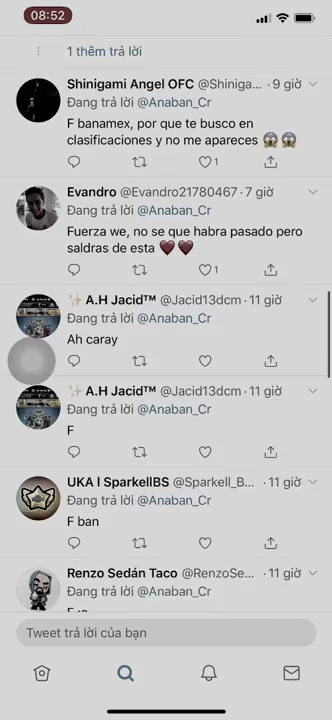 08:52
1 thêm trả lời
Shinigami Angel OFC @Shiniga... · 9 giờ
Đang trả lời @Anaban_Cr
F banamex, por que te busco en
clasificaciones y no me apareces 😱😱
1
Evandro @Evandro21780467 · 7 giờ
Đang trả lời @Anaban_Cr
Fuerza we, no se que habra pasado pero
saldras de esta ♥️♥️
1
✨ A.H Jacid™ @Jacid13dcm · 11 giờ
Đang trả lời @Anaban_Cr
Ah caray
✨ A.H Jacid™ @Jacid13dcm · 11 giờ
Đang trả lời @Anaban_Cr
F
UKA l SparkellBS @Sparkell_B... · 11 giờ
Đang trả lời @Anaban_Cr
F ban
Renzo Sedán Taco @RenzoSe... · 11 giờ
Đang trả lời @Anaban_Cr
Tweet trả lời của bạn